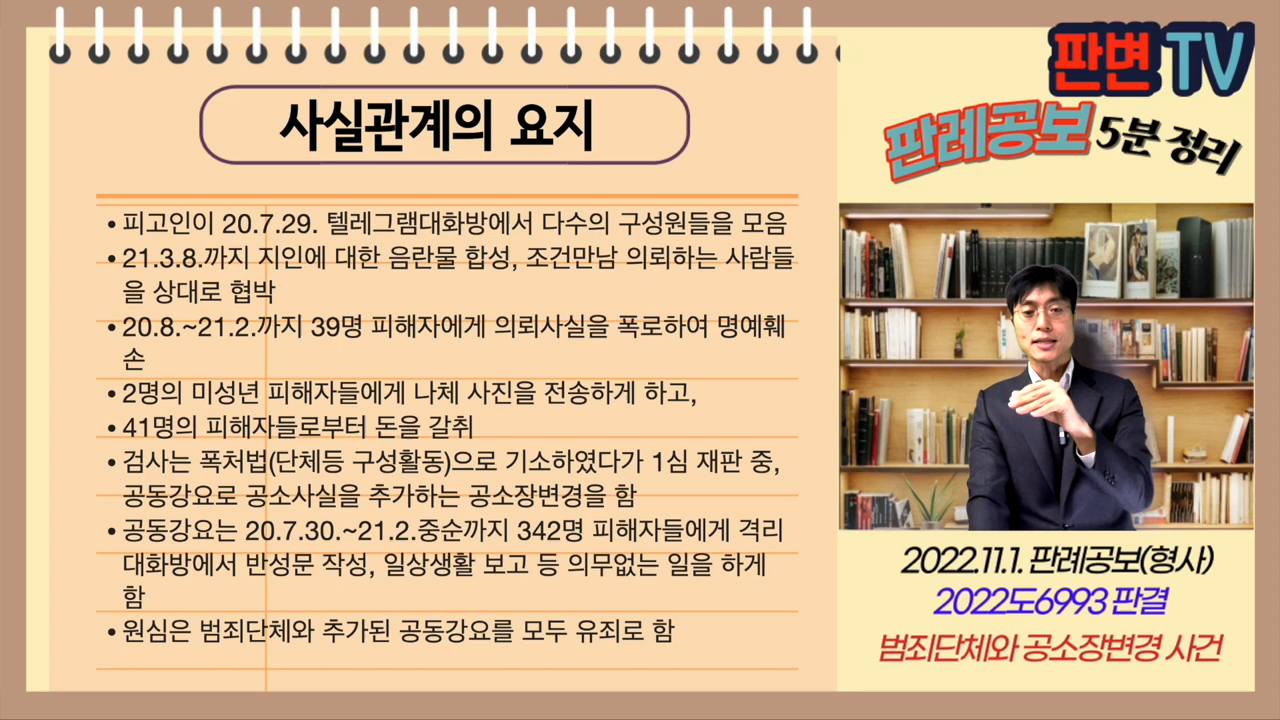 사실관계의 요지
• 피고인이 20.7.29. 텔레그램대화방에서 다수의 구성원들을 모음
• 21.3.8.까지 지인에 대한 음란물 합성, 조건만남 의뢰하는 사람들
을 상대로 협박
• 20.8.~21.2.까지 39명 피해자에게 의뢰사실을 폭로하여 명예훼
손
• 2명의 미성년 피해자들에게 나체 사진을 전송하게 하고,
• 41명의 피해자들로부터 돈을 갈취
• 검사는 폭처법(단체등 구성활동)으로 기소하였다가 1심 재판 중,
공동강요로 공소사실을 추가하는 공소장변경을 함
• 공동강요는 20.7.30.~21.2.중순까지 342명 피해자들에게 격리
대화방에서 반성문 작성, 일상생활 보고 등 의무없는 일을 하게
함
• 원심은 범죄단체와 추가된 공동강요를 모두 유죄로 함
판변 TV
판례공보 5분 정리
2022.11.1. 판례공보(형사)
2022도6993 판결
범죄단체와 공소장변경 사건